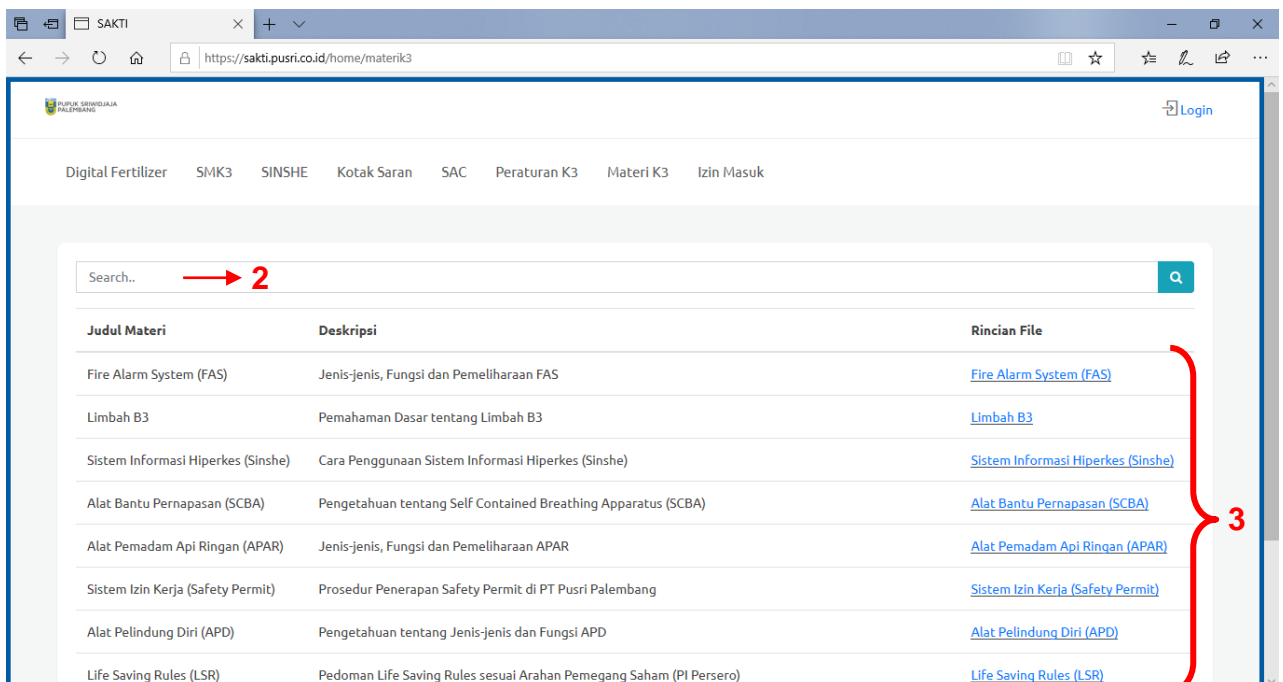 SAKTI
https://sakti.pusri.co.id/home/materik3
PUPUK SRIWIDJAJA
PALEMBANG
Login
Digital Fertilizer SMK3 SINSHE Kotak Saran SAC Peraturan K3 Materi K3 Izin Masuk
Search.. 2
Judul Materi Deskripsi Rincian File
Fire Alarm System (FAS) Jenis-jenis, Fungsi dan Pemeliharaan FAS Fire Alarm System (FAS)
Limbah B3 Pemahaman Dasar tentang Limbah B3 Limbah B3
Sistem Informasi Hiperkes (Sinshe) Cara Penggunaan Sistem Informasi Hiperkes (Sinshe) Sistem Informasi Hiperkes (Sinshe)
Alat Bantu Pernapasan (SCBA) Pengetahuan tentang Self Contained Breathing Apparatus (SCBA) Alat Bantu Pernapasan (SCBA)
3
Alat Pemadam Api Ringan (APAR) Jenis-jenis, Fungsi dan Pemeliharaan APAR Alat Pemadam Api Ringan (APAR)
Sistem Izin Kerja (Safety Permit) Prosedur Penerapan Safety Permit di PT Pusri Palembang Sistem Izin Kerja (Safety Permit)
Alat Pelindung Diri (APD) Pengetahuan tentang Jenis-jenis dan Fungsi APD Alat Pelindung Diri (APD)
Life Saving Rules (LSR) Pedoman Life Saving Rules sesuai Arahan Pemegang Saham (PI Persero) Life Saving Rules (LSR)